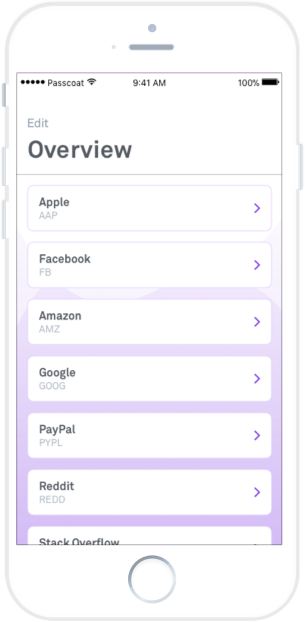 Passcoat 9:41 AM 100%
Edit
Overview
Apple
AAP
Facebook
FB
Amazon
AMZ
Google
GOOG
PayPal
PYPL
Reddit
REDD
Stack Overflow